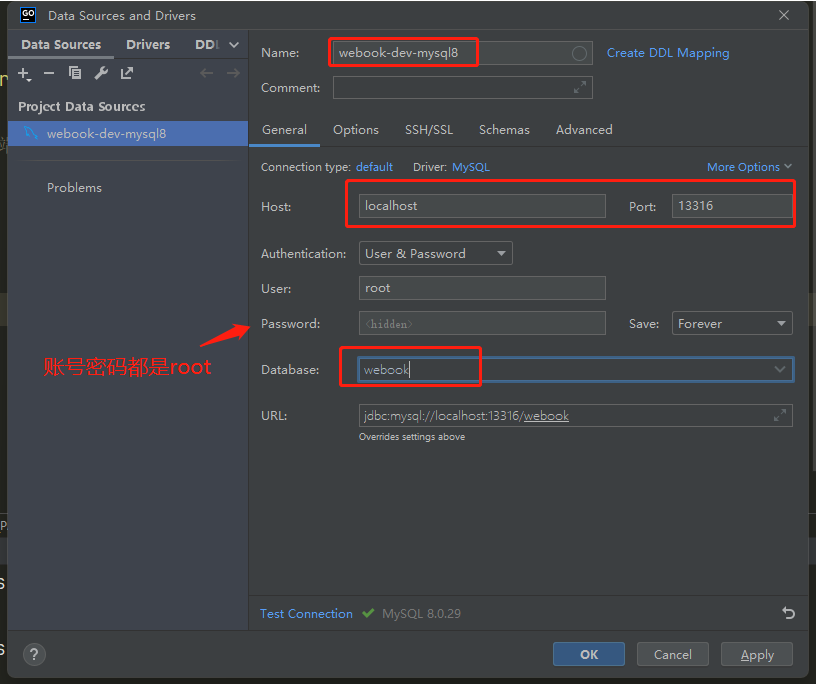 GO Data Sources and Drivers
Data Sources Drivers DDL
Project Data Sources
webook-dev-mysql8
Problems
Name: webook-dev-mysql8 Create DDL Mapping
Comment:
General Options SSH/SSL Schemas Advanced
Connection type: default Driver: MySQL More Options
Host: localhost Port: 13316
Authentication: User & Password
User: root
Password: <hidden> Save: Forever
账号密码都是root
Database: webook
URL: jdbc:mysql://localhost:13316/webook
Overrides settings above
Test Connection MySQL 8.0.29
? OK Cancel Apply